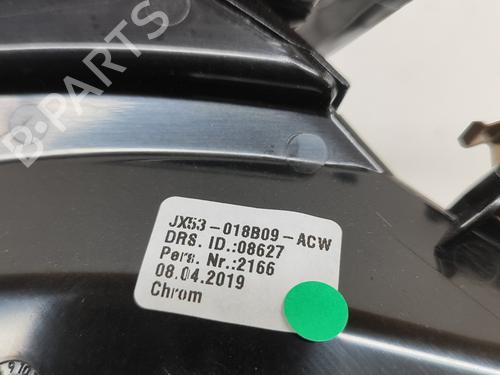 B-PARTS
JX53-018B09-ACW
DRS. ID.:08627
Pers. Nr.:2166
08.04.2019
Chrom